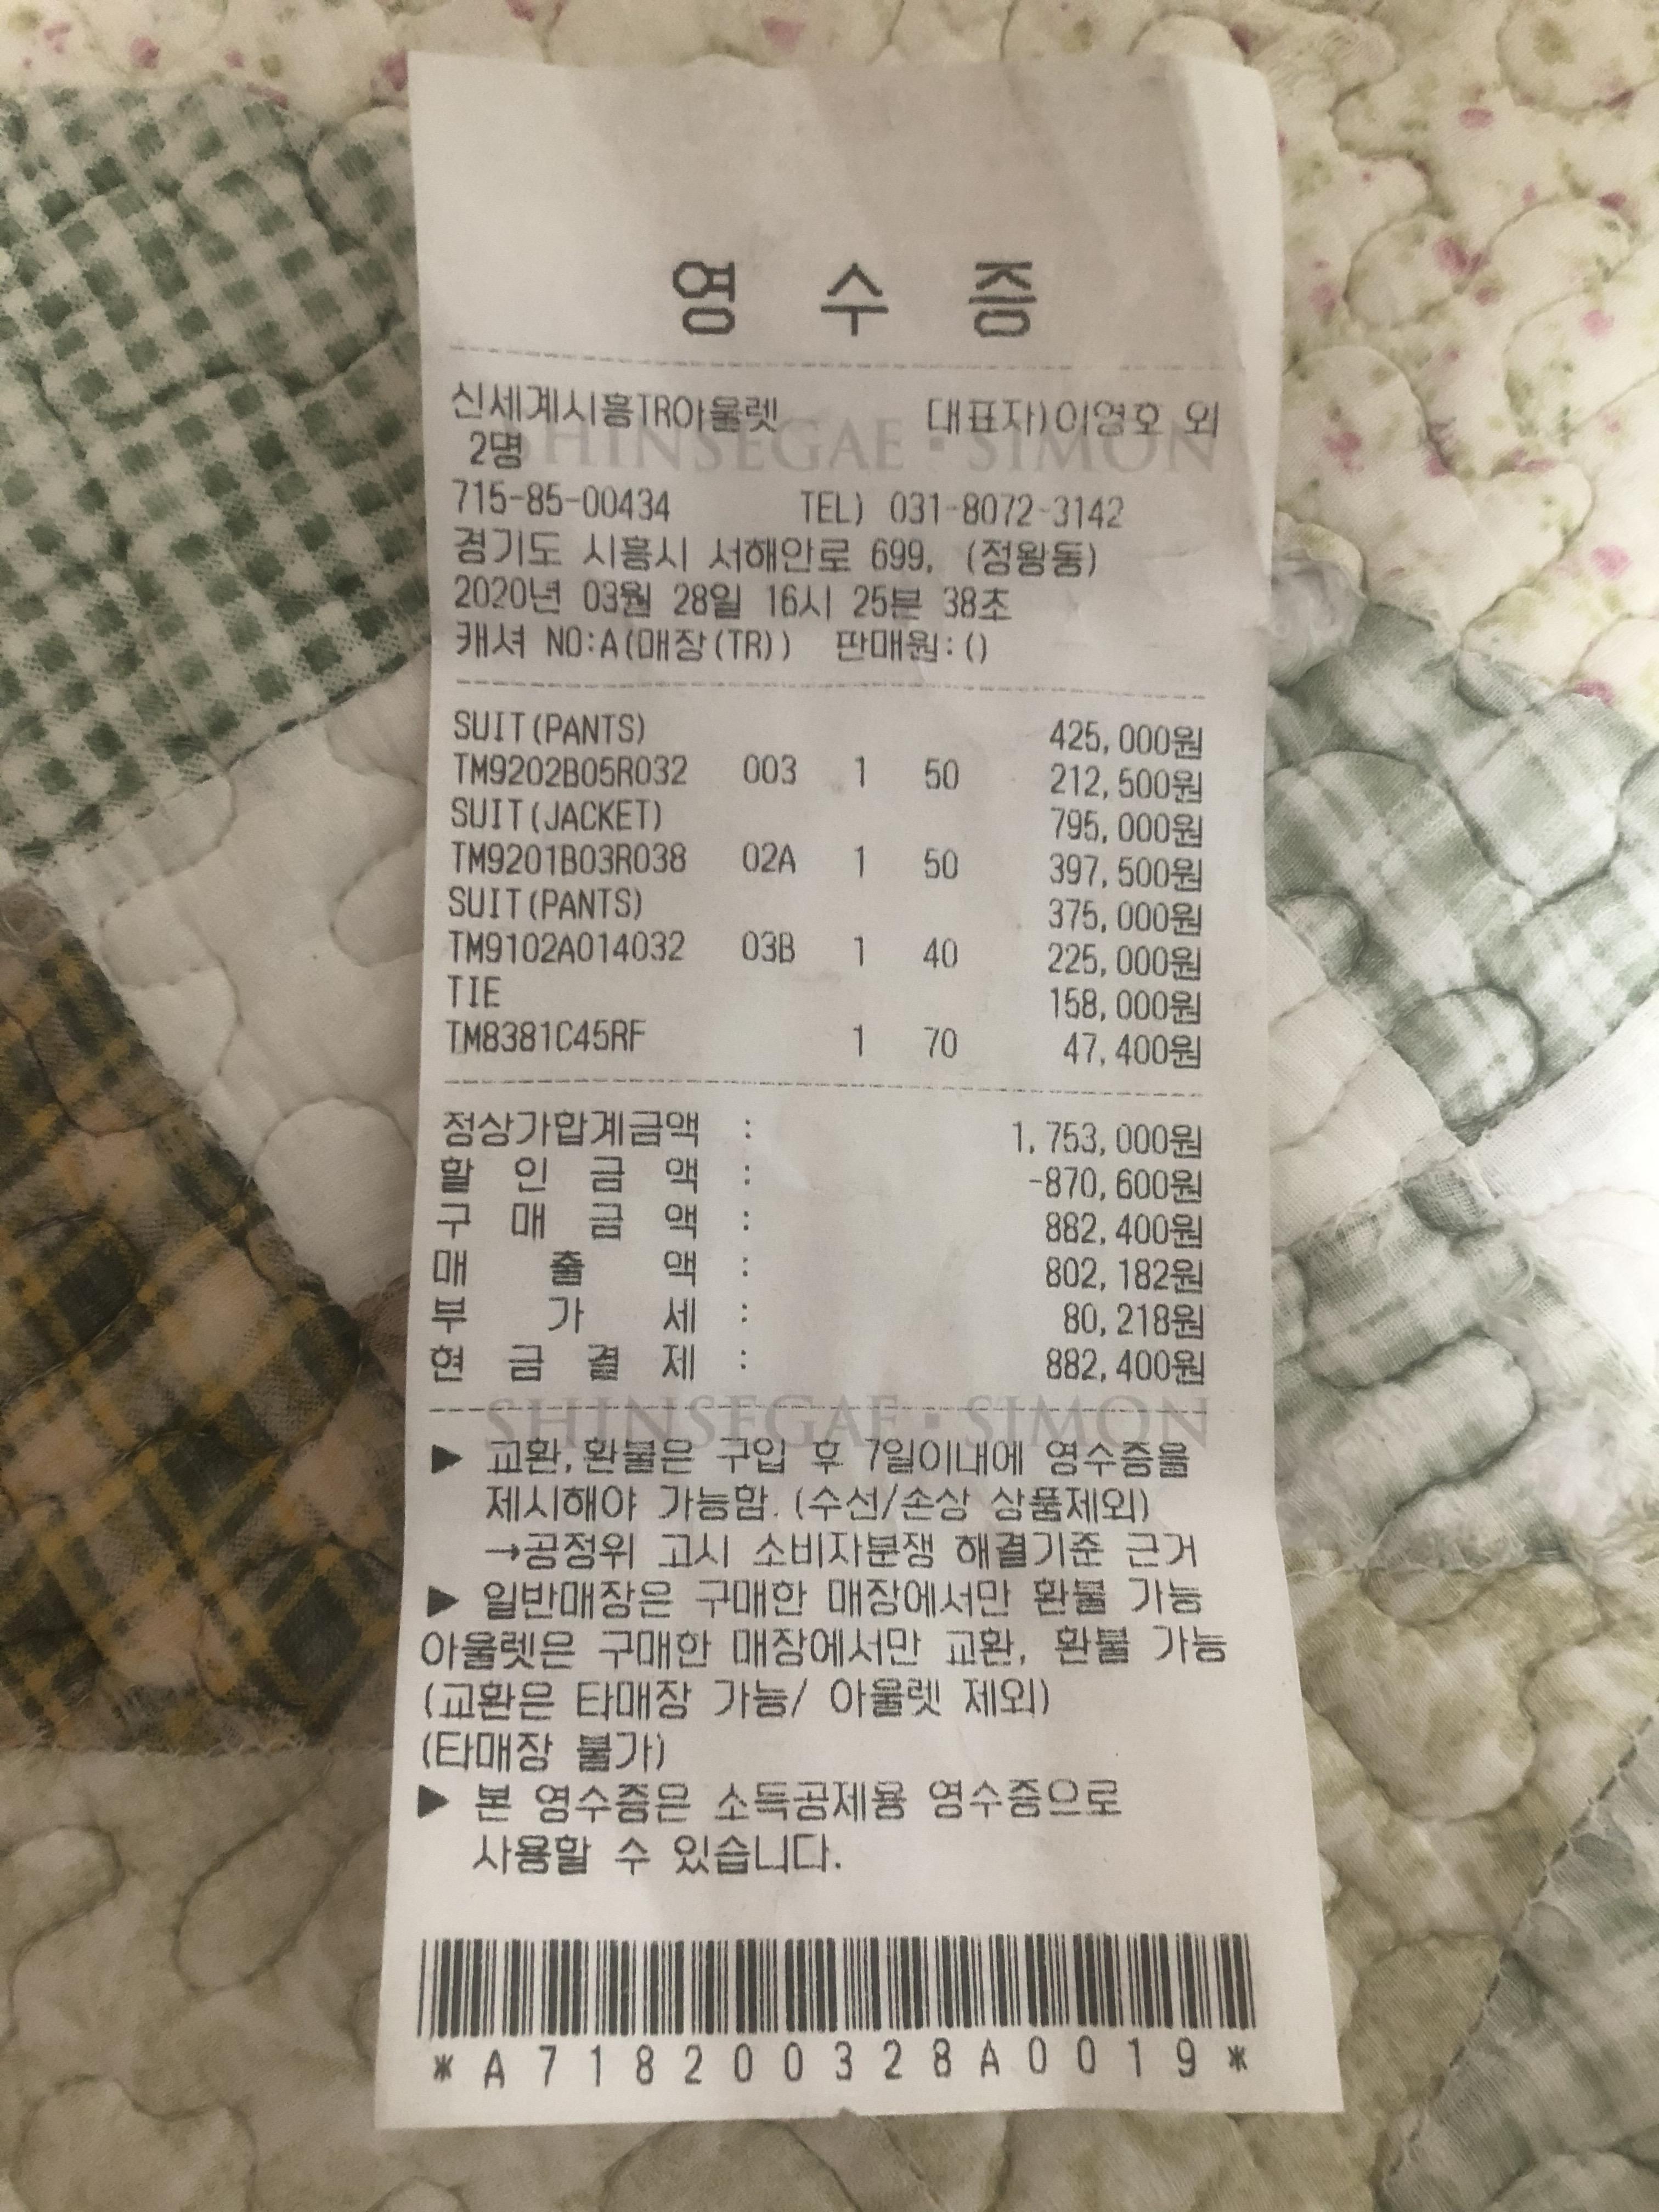 영 수 증
SHINSEGAE·SIMON
신세계시흥TR아울렛 대표자)이영호 외
2명
715-85-00434 TEL) 031-8072-3142
경기도 시흥시 서해안로 699, (정왕동)
2020년 03월 28일 16시 25분 38초
캐셔 NO:A(매장(TR)) 판매원:()
SUIT(PANTS) 425,000원
TM9202B05R032 003 1 50 212,500원
SUIT(JACKET) 795,000원
TM9201B03R038 02A 1 50 397,500원
SUIT(PANTS) 375,000원
TM9102A014032 03B 1 40 225,000원
TIE 158,000원
TM8381C45RF 1 70 47,400원
정상가합계금액 : 1,753,000원
할 인 금 액 : -870,600원
구 매 금 액 : 882,400원
매 출 액 : 802,182원
부 가 세 : 80,218원
현 금 결 제 : 882,400원
SHINSEGAE·SIMON
▶ 교환,환불은 구입 후 7일이내에 영수증을
제시해야 가능함.(수선/손상 상품제외)
→공정위 고시 소비자분쟁 해결기준 근거
▶ 일반매장은 구매한 매장에서만 환불 가능
아울렛은 구매한 매장에서만 교환, 환불 가능
(교환은 타매장 가능/ 아울렛 제외)
(타매장 불가)
▶ 본 영수증은 소득공제용 영수증으로
사용할 수 있습니다.
*A718200328A0019*